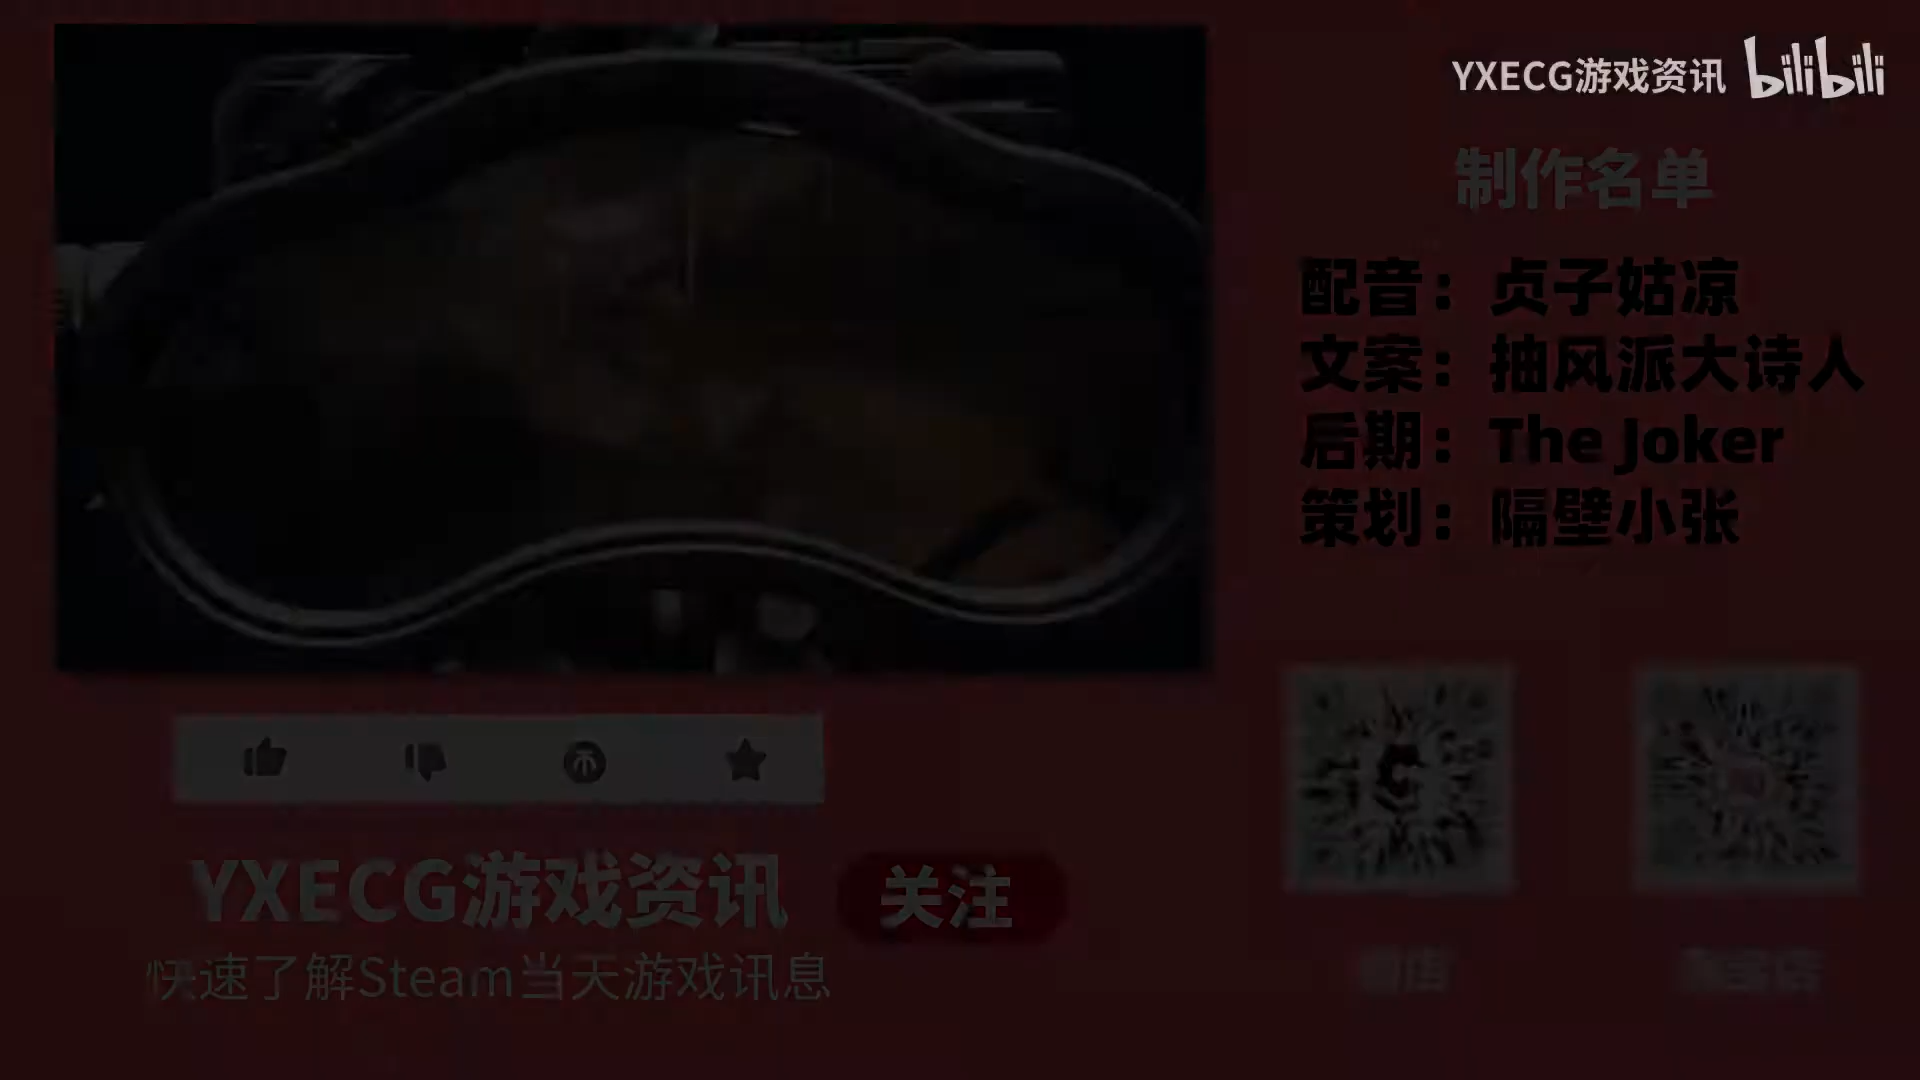 YXECG游戏资讯 bilibili
制作名单
配音：贞子姑凉
文案：抽风派大诗人
后期：The Joker
策划：隔壁小张
YXECG游戏资讯
关注
快速了解Steam当天游戏讯息